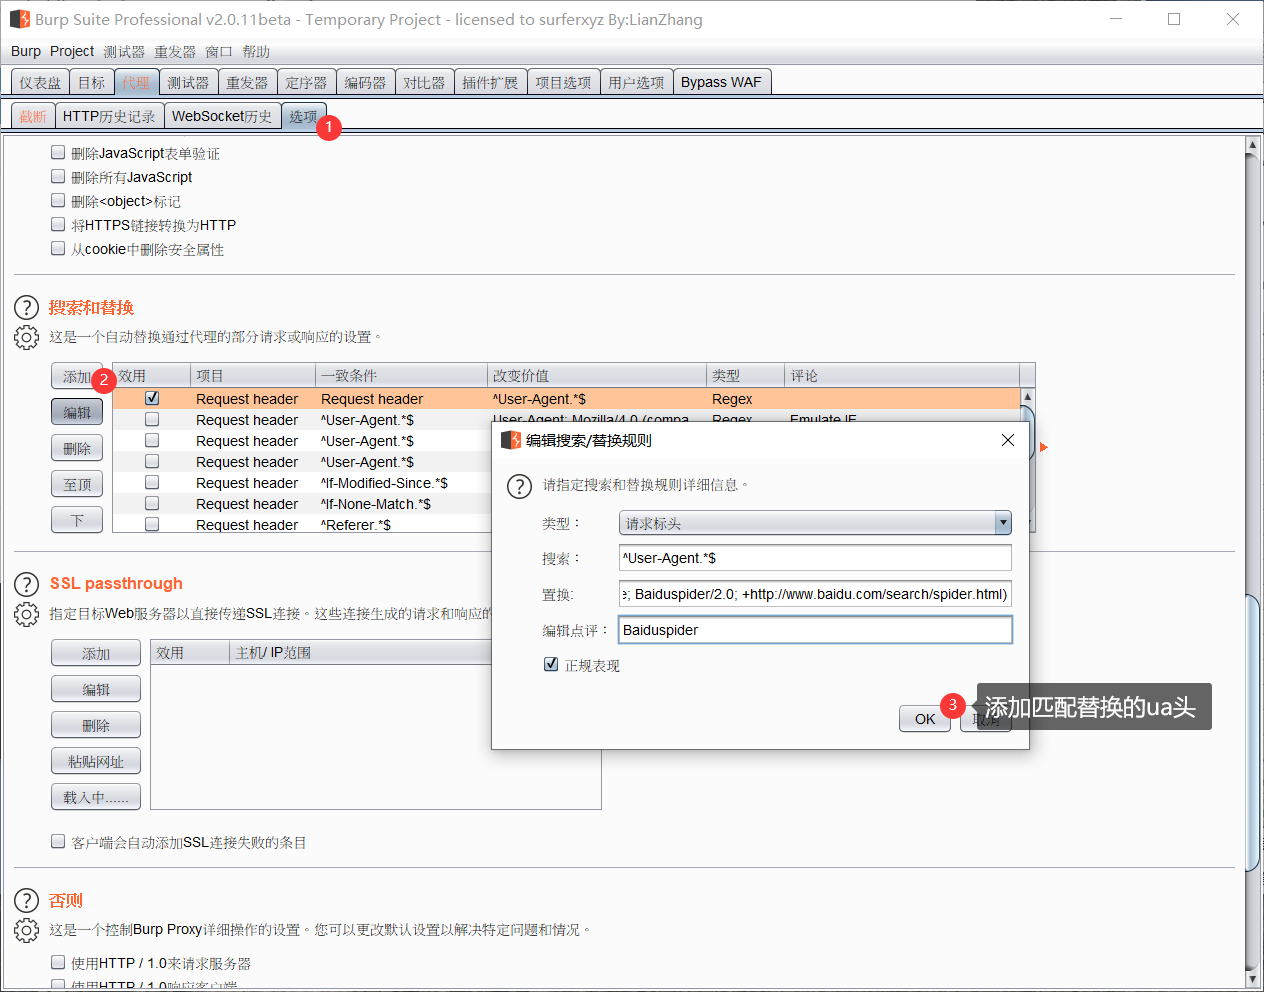 Burp Suite Professional v2.0.11beta - Temporary Project - licensed to surferxyz By:LianZhang
Burp Project 测试器 重发器 窗口 帮助
仪表盘 目标 代理 测试器 重发器 定序器 编码器 对比器 插件扩展 项目选项 用户选项 Bypass WAF
截断 HTTP历史记录 WebSocket历史 选项 1
删除JavaScript表单验证
删除所有JavaScript
删除<object>标记
将HTTPS链接转换为HTTP
从cookie中删除安全属性
? 搜索和替换
这是一个自动替换通过代理的部分请求或响应的设置。
添加 2 效用 项目 一致条件 改变价值 类型 评论
Request header Request header ^User-Agent.*$ Regex
编辑
Request header ^User-Agent.*$ User-Agent: Mozilla/4.0 (compa... Regex Emulate IE
Request header ^User-Agent.*$
删除
Request header ^User-Agent.*$
至顶
Request header ^If-Modified-Since.*$
Request header ^If-None-Match.*$
下
Request header ^Referer.*$
编辑搜索/替换规则
? 请指定搜索和替换规则详细信息。
类型： 请求标头
搜索： ^User-Agent.*$
置换: e; Baiduspider/2.0; +http://www.baidu.com/search/spider.html)
编辑点评： Baiduspider
正规表现
OK 3 取消
添加匹配替换的ua头
? SSL passthrough
指定目标Web服务器以直接传递SSL连接。这些连接生成的请求和响应的
添加 效用 主机/ IP范围
编辑
删除
粘贴网址
载入中......
客户端会自动添加SSL连接失败的条目
? 否则
这是一个控制Burp Proxy详细操作的设置。您可以更改默认设置以解决特定问题和情况。
使用HTTP / 1.0来请求服务器
使用HTTP / 1.0响应客户端